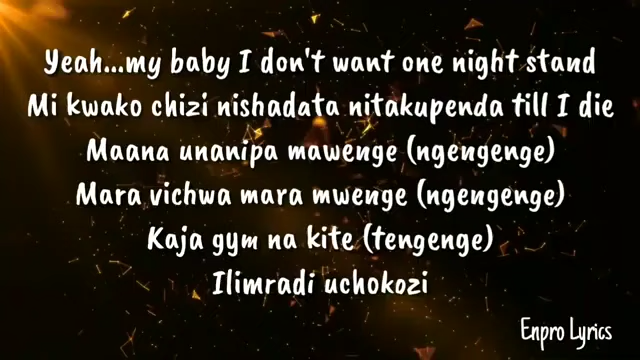 Yeah...my baby I don't want one night stand
Mi kwako chizi nishadata nitakupenda till I die
Maana unanipa mawenge (ngengenge)
Mara vichwa mara mwenge (ngengenge)
Kaja gym na kite (tengenge)
Ilimradi uchokozi
Enpro Lyrics